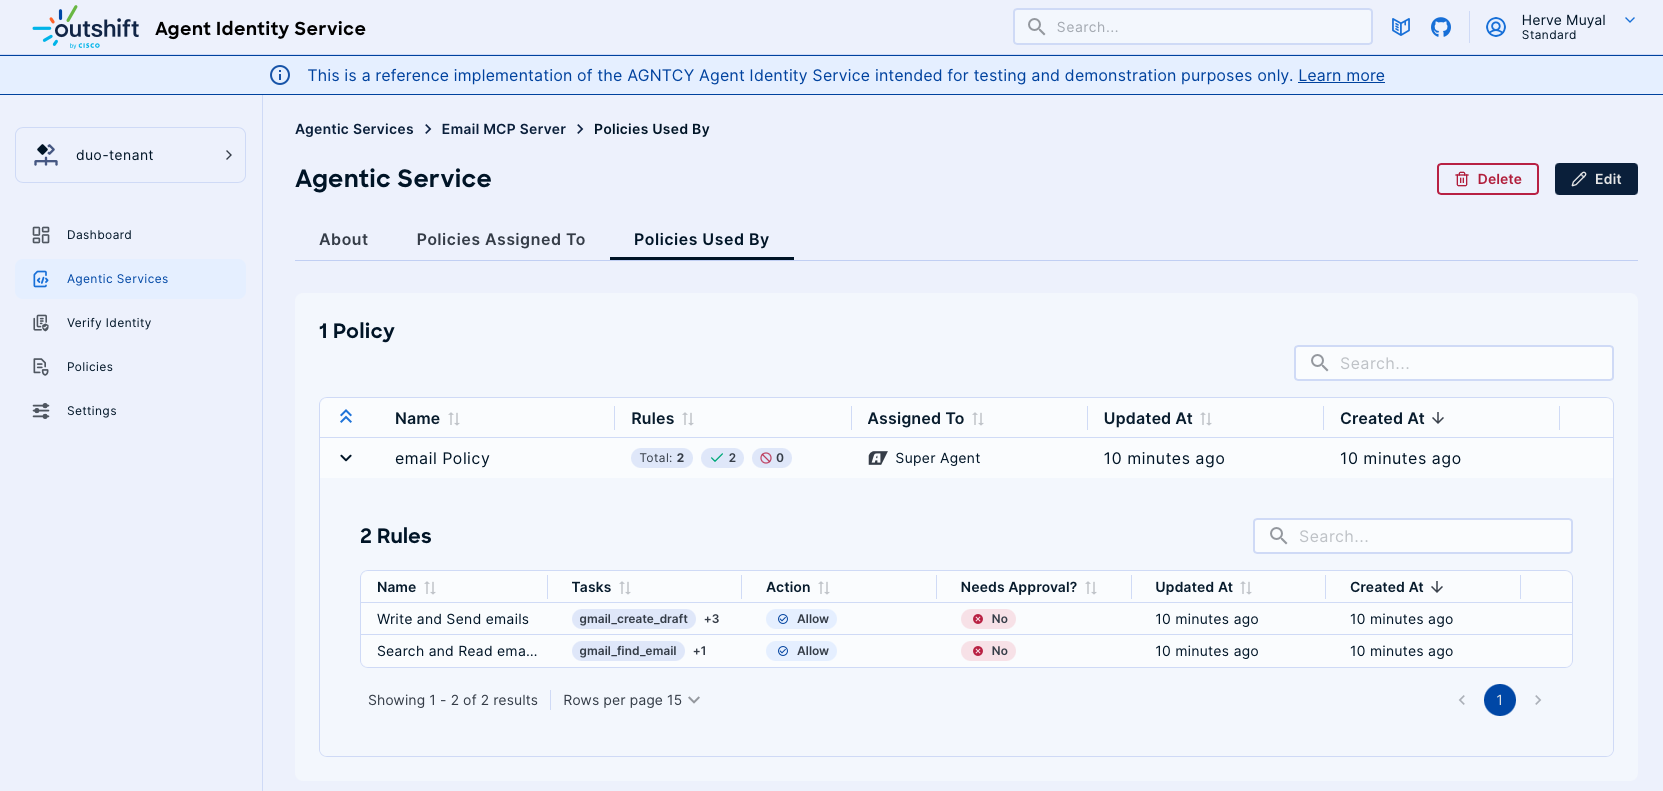 outshift
by CISCO
Agent Identity Service
Search...
Herve Muyal
Standard
This is a reference implementation of the AGNTCY Agent Identity Service intended for testing and demonstration purposes only. Learn more
duo-tenant
Dashboard
Agentic Services
Verify Identity
Policies
Settings
Agentic Services > Email MCP Server > Policies Used By
Agentic Service
Delete
Edit
About
Policies Assigned To
Policies Used By
1 Policy
Search...
Name Rules Assigned To Updated At Created At
email Policy Total: 2 2 0 Super Agent 10 minutes ago 10 minutes ago
2 Rules
Search...
Name Tasks Action Needs Approval? Updated At Created At
Write and Send emails gmail_create_draft +3 Allow No 10 minutes ago 10 minutes ago
Search and Read ema... gmail_find_email +1 Allow No 10 minutes ago 10 minutes ago
Showing 1 - 2 of 2 results Rows per page 15
1